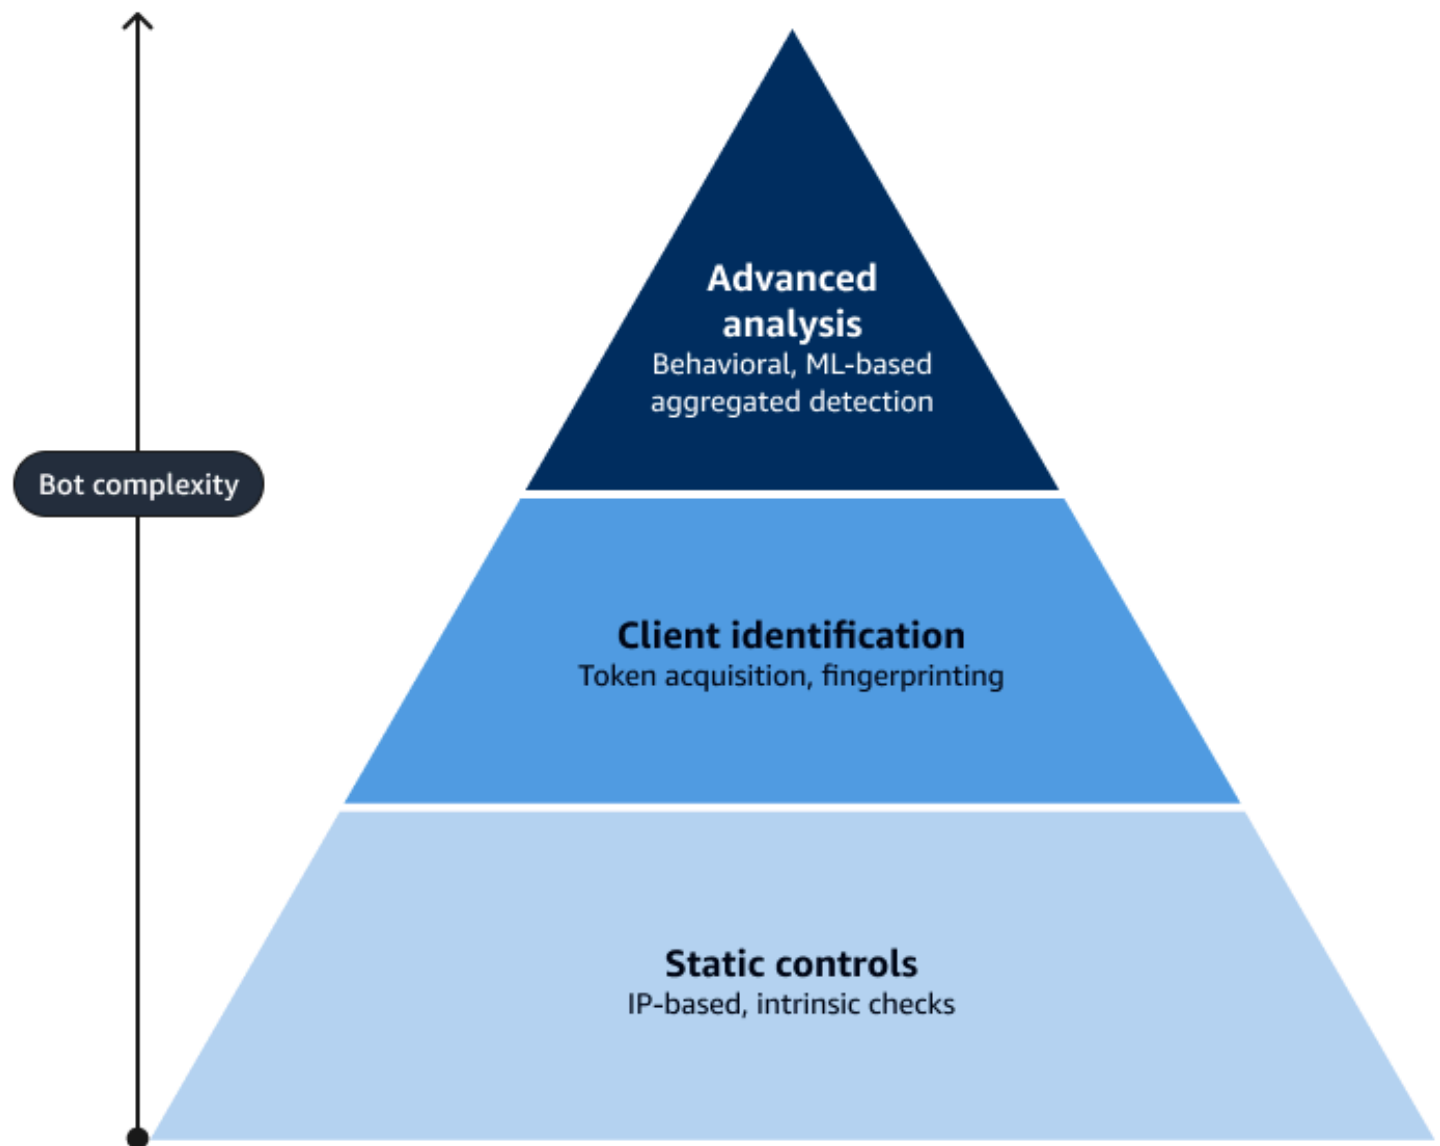 Advanced
analysis
Behavioral, ML-based
aggregated detection
Bot complexity
Client identification
Token acquisition, fingerprinting
Static controls
IP-based, intrinsic checks